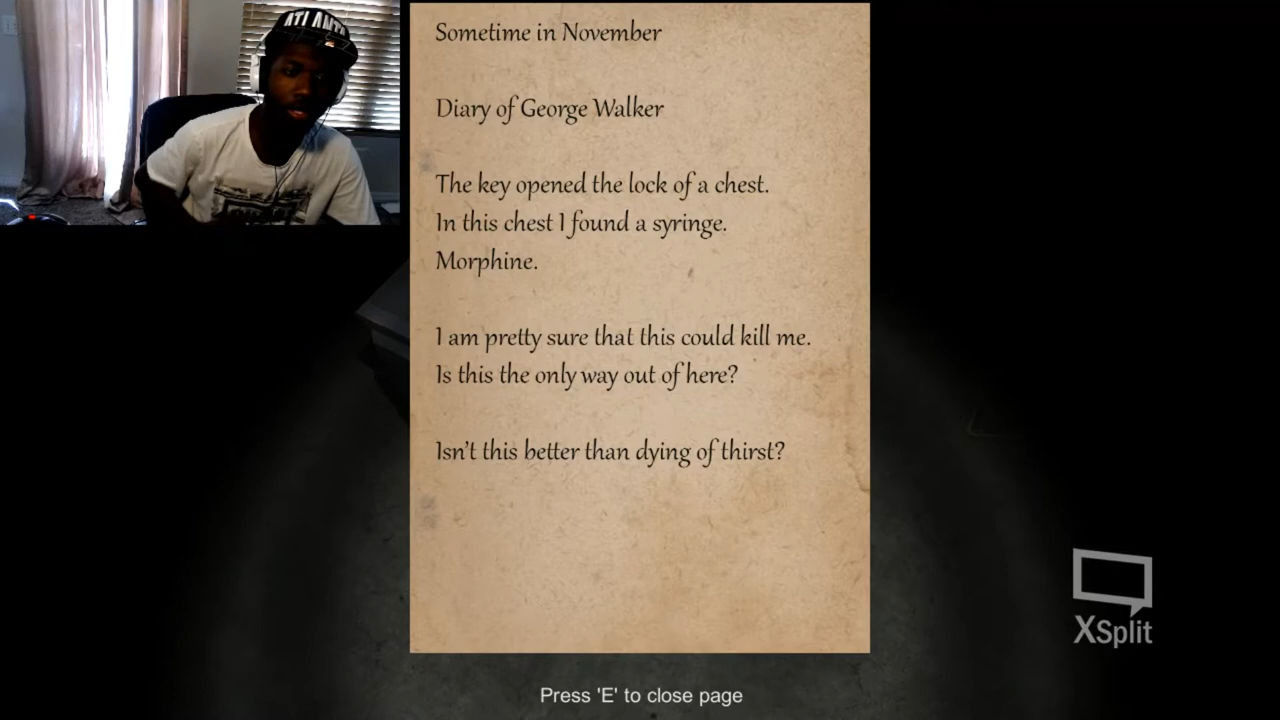 ATLANTA
Sometime in November
Diary of George Walker
The key opened the lock of a chest.
In this chest I found a syringe.
Morphine.
I am pretty sure that this could kill me.
Is this the only way out of here?
Isn't this better than dying of thirst?
XSplit
Press 'E' to close page